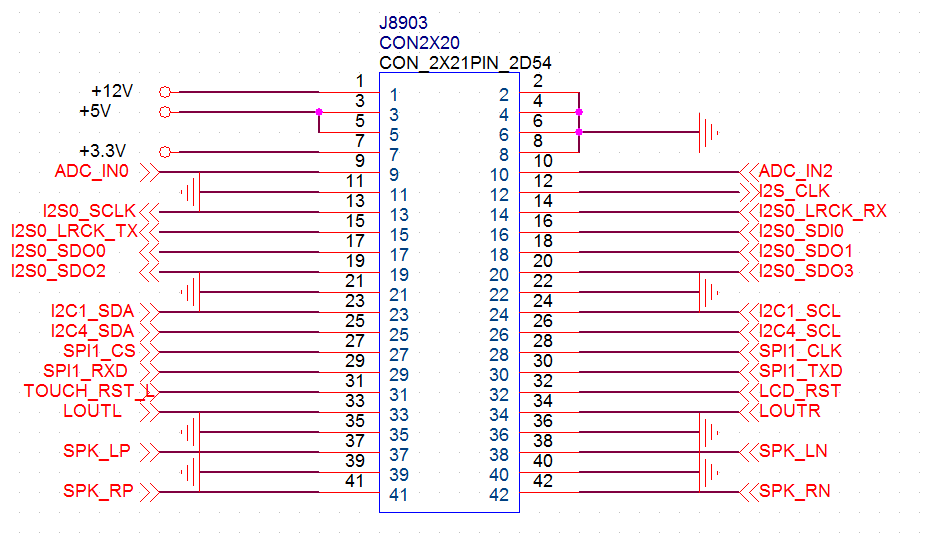 J8903
CON2X20
CON_2X21PIN_2D54
+12V 1 1 2 2
+5V 3 3 4 4
5 5 6 6
+3.3V 7 7 8 8
ADC_IN0 9 9 10 10 ADC_IN2
11 11 12 12 I2S_CLK
I2S0_SCLK 13 13 14 14 I2S0_LRCK_RX
I2S0_LRCK_TX 15 15 16 16 I2S0_SDI0
I2S0_SDO0 17 17 18 18 I2S0_SDO1
I2S0_SDO2 19 19 20 20 I2S0_SDO3
21 21 22 22
I2C1_SDA 23 23 24 24 I2C1_SCL
I2C4_SDA 25 25 26 26 I2C4_SCL
SPI1_CS 27 27 28 28 SPI1_CLK
SPI1_RXD 29 29 30 30 SPI1_TXD
TOUCH_RST_L 31 31 32 32 LCD_RST
LOUTL 33 33 34 34 LOUTR
35 35 36 36
SPK_LP 37 37 38 38 SPK_LN
39 39 40 40
SPK_RP 41 41 42 42 SPK_RN